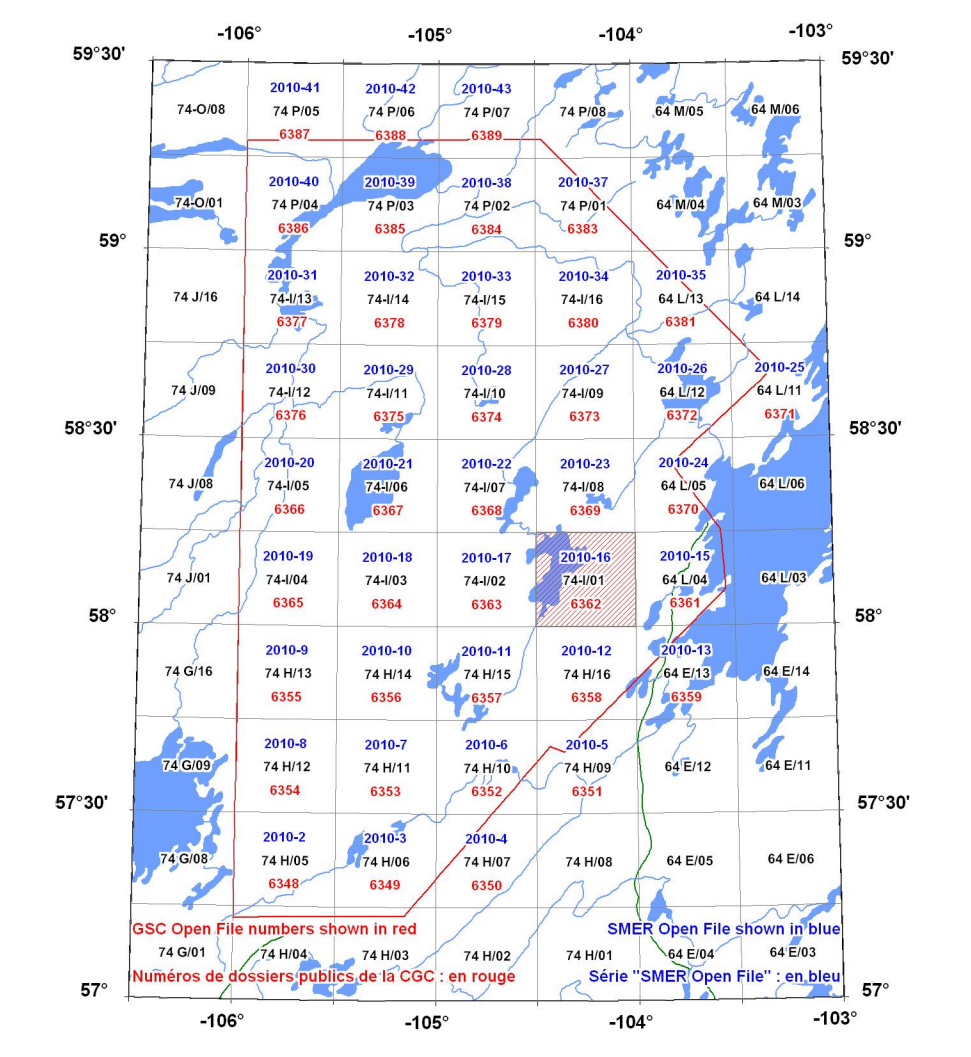 -106° -105° -104° -103°
59°30' 59°30'
2010-41 2010-42 2010-43
74-O/08 74 P/05 74 P/06 74 P/07 74 P/08 64 M/05 64 M/06
6387 6388 6389
2010-40 2010-39 2010-38 2010-37
74-O/01 74 P/04 74 P/03 74 P/02 74 P/01 64 M/04 64 M/03
6386 6385 6384 6383
59° 59°
2010-31 2010-32 2010-33 2010-34 2010-35
74 J/16 74-I/13 74-I/14 74-I/15 74-I/16 64 L/13 64 L/14
6377 6378 6379 6380 6381
2010-30 2010-29 2010-28 2010-27 2010-26 2010-25
74 J/09 74-I/12 74-I/11 74-I/10 74-I/09 64 L/12 64 L/11
6376 6375 6374 6373 6372 6371
58°30' 58°30'
2010-20 2010-21 2010-22 2010-23 2010-24
74 J/08 74-I/05 74-I/06 74-I/07 74-I/08 64 L/05 64 L/06
6366 6367 6368 6369 6370
2010-19 2010-18 2010-17 2010-16 2010-15
74 J/01 74-I/04 74-I/03 74-I/02 74-I/01 64 L/04 64 L/03
6365 6364 6363 6362 6361
58° 58°
2010-9 2010-10 2010-11 2010-12 2010-13
74 G/16 74 H/13 74 H/14 74 H/15 74 H/16 64 E/13 64 E/14
6355 6356 6357 6358 6359
2010-8 2010-7 2010-6 2010-5
74 G/09 74 H/12 74 H/11 74 H/10 74 H/09 64 E/12 64 E/11
6354 6353 6352 6351
57°30' 57°30'
2010-2 2010-3 2010-4
74 G/08 74 H/05 74 H/06 74 H/07 74 H/08 64 E/05 64 E/06
6348 6349 6350
GSC Open File numbers shown in red SMER Open File shown in blue
74 G/01 74 H/04 74 H/03 74 H/02 74 H/01 64 E/04 64 E/03
Numéros de dossiers publics de la CGC : en rouge Série "SMER Open File" : en bleu
57° 57°
-106° -105° -104° -103°